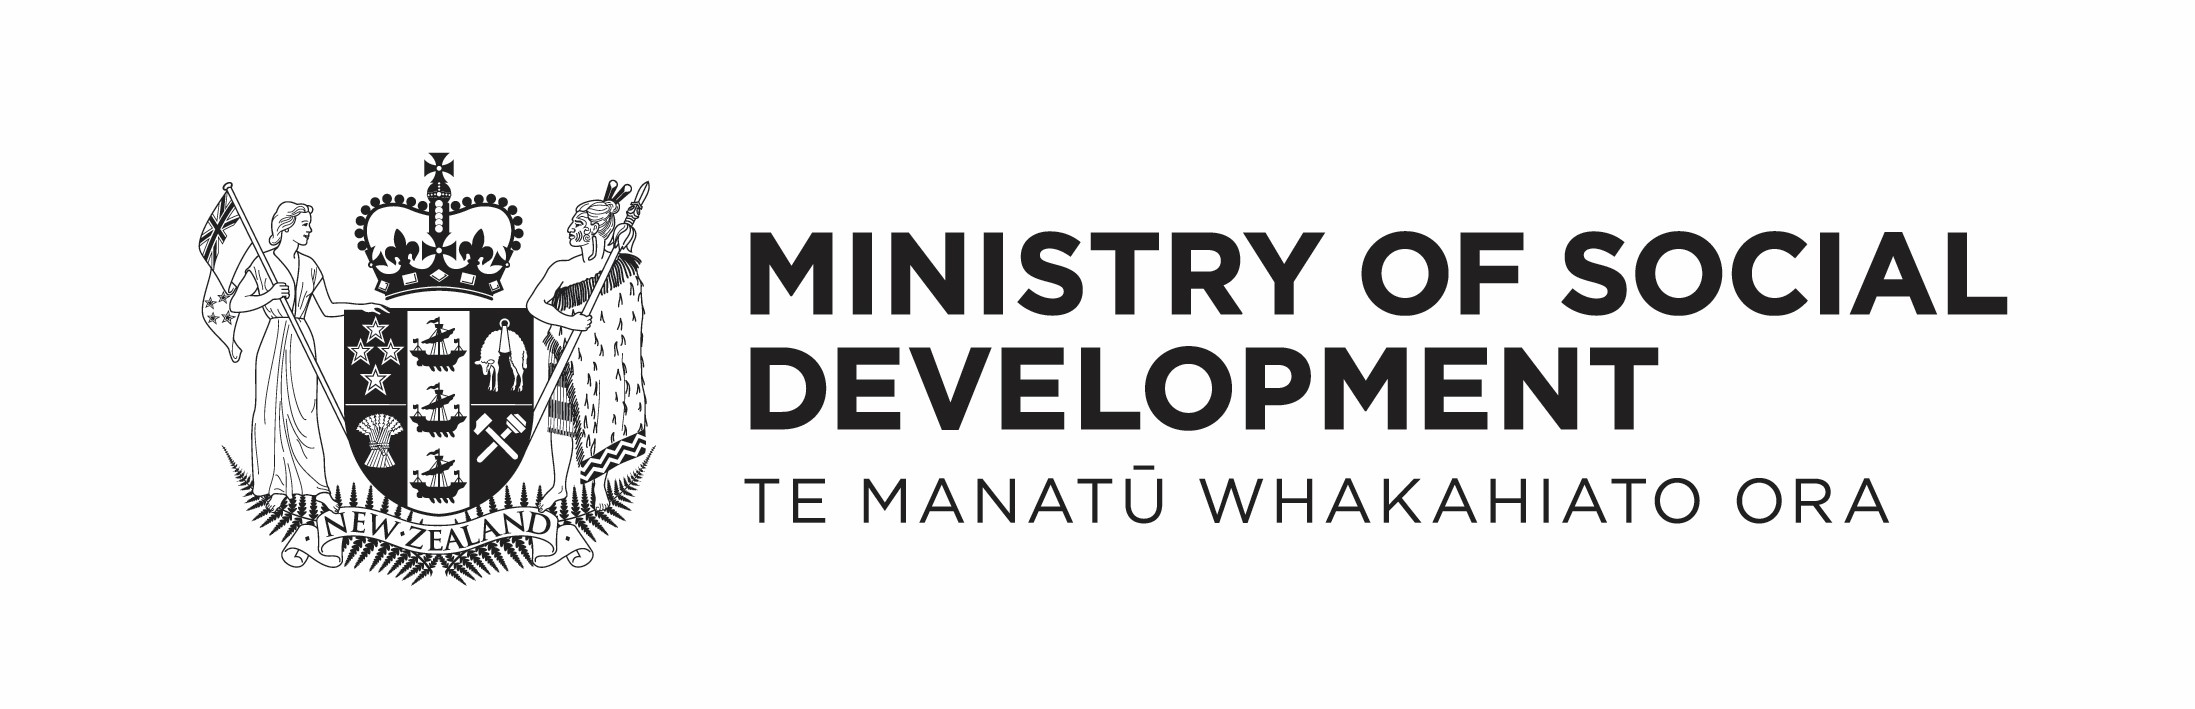 NEW·ZEALAND
MINISTRY OF SOCIAL
DEVELOPMENT
TE MANATŪ WHAKAHIATO ORA